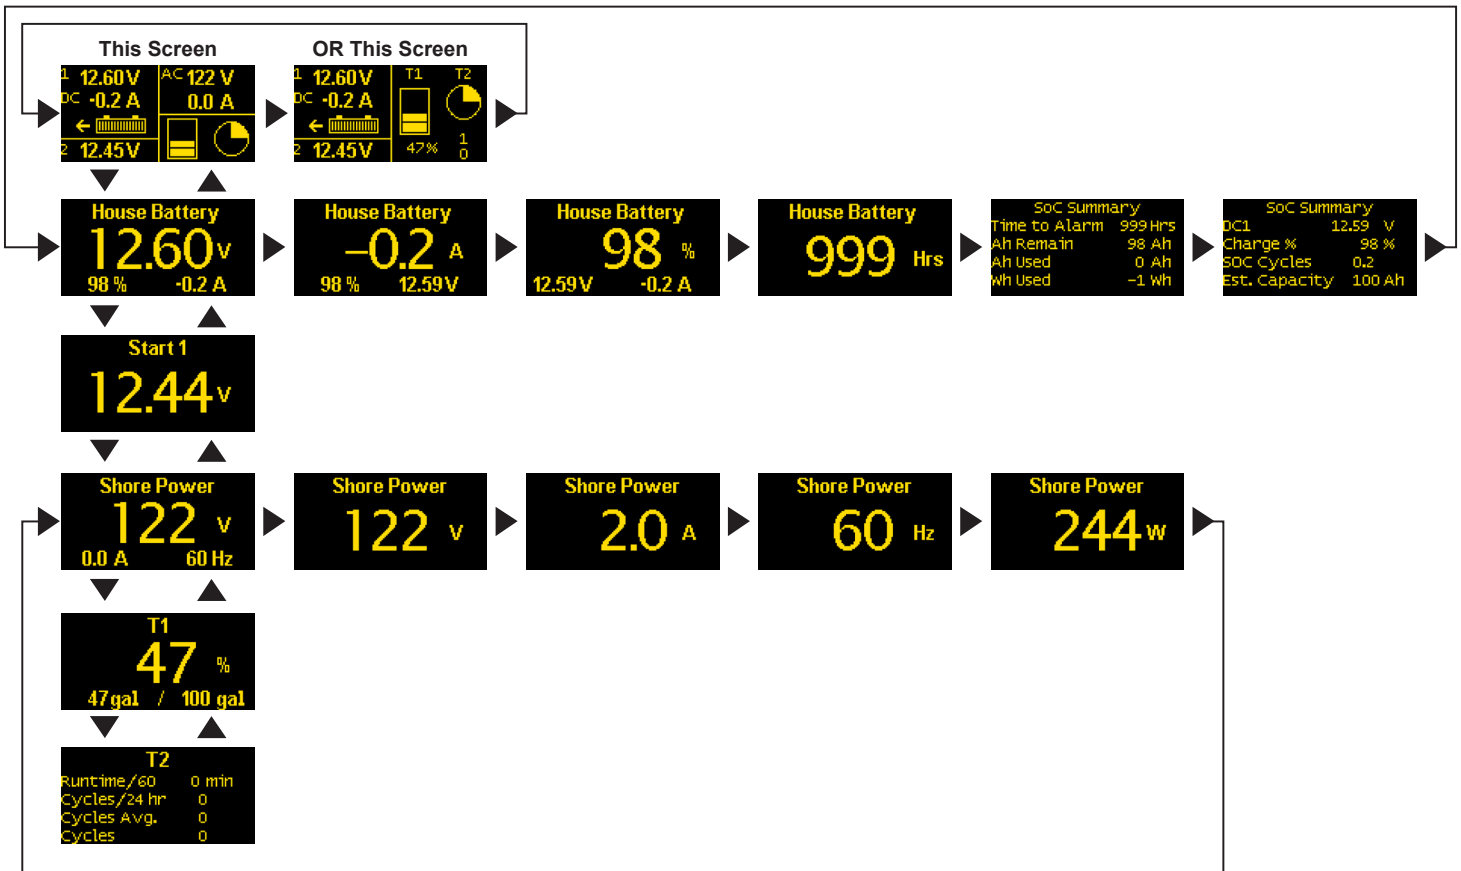 This Screen
OR This Screen
1 12.60V
DC -0.2 A
2 12.45V
AC 122 V
0.0 A
1 12.60V
DC -0.2 A
2 12.45V
T1 T2
47% 1
0
House Battery
12.60 V
98 % -0.2 A
House Battery
–0.2 A
98 % 12.59V
House Battery
98 %
12.59V -0.2 A
House Battery
999 Hrs
SoC Summary
Time to Alarm 999 Hrs
Ah Remain 98 Ah
Ah Used 0 Ah
Wh Used –1 Wh
SoC Summary
DC1 12.59 V
Charge % 98 %
SOC Cycles 0.2
Est. Capacity 100 Ah
Start 1
12.44 V
Shore Power
122 V
0.0 A 60 Hz
Shore Power
122 V
Shore Power
2.0 A
Shore Power
60 Hz
Shore Power
244 W
T1
47 %
47 gal / 100 gal
T2
Runtime/60 0 min
Cycles/24 hr 0
Cycles Avg. 0
Cycles 0